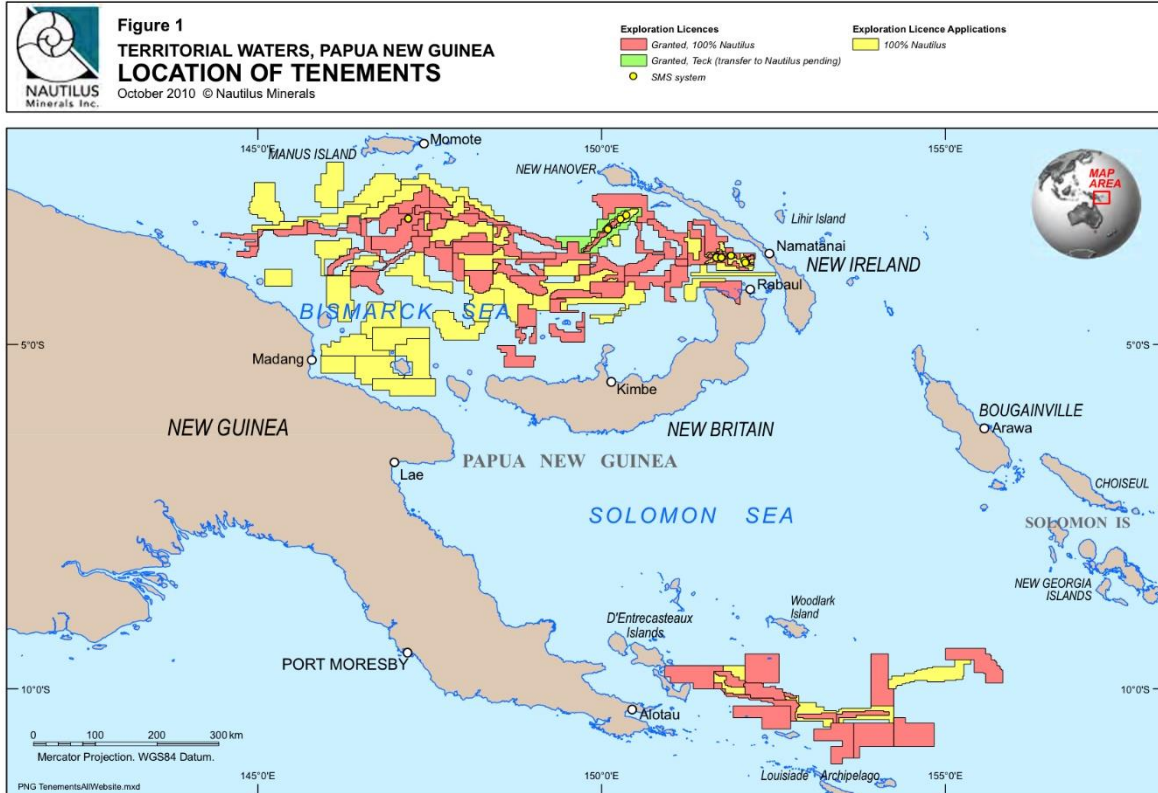 NAUTILUS
Minerals Inc.
Figure 1
TERRITORIAL WATERS, PAPUA NEW GUINEA
LOCATION OF TENEMENTS
October 2010 © Nautilus Minerals
Exploration Licences
Granted, 100% Nautilus
Granted, Teck (transfer to Nautilus pending)
SMS system
Exploration Licence Applications
100% Nautilus
145°0'E
150°0'E
155°0'E
Momote
MANUS ISLAND
NEW HANOVER
MAP
AREA
Lihir Island
Namatanai
NEW IRELAND
Rabaul
BISMARCK SEA
5°0'S
5°0'S
Madang
Kimbe
NEW GUINEA
NEW BRITAIN
BOUGAINVILLE
Arawa
PAPUA NEW GUINEA
Lae
CHOISEUL
SOLOMON SEA
SOLOMON IS
NEW GEORGIA
ISLANDS
Woodlark
Island
D'Entrecasteaux
Islands
PORT MORESBY
10°0'S
10°0'S
Alotau
0 100 200 300 km
Mercator Projection. WGS84 Datum.
Louisiade Archipelago
145°0'E
150°0'E
155°0'E
PNG TenementsAllWebsite.mxd